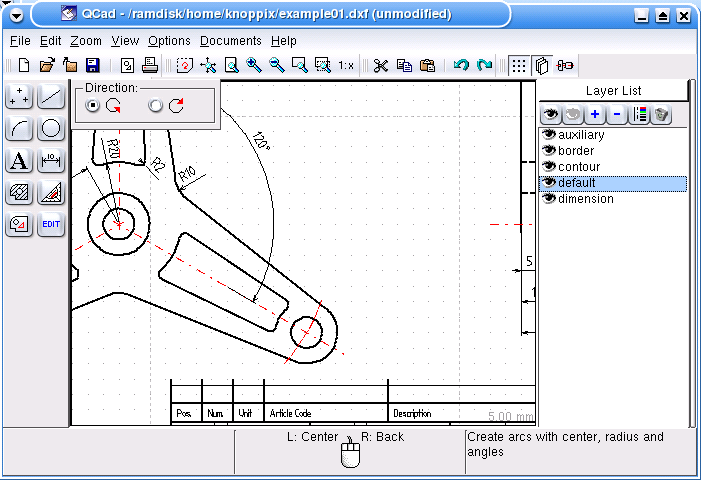 QCad - /ramdisk/home/knoppix/example01.dxf (unmodified)
File Edit Zoom View Options Documents Help
1:x
Direction:
Layer List
auxiliary
border
contour
default
dimension
A
10
EDIT
120°
R20
R2
R10
5
1
Pos. Num. Unit Article Code Description
5.00 mm
L: Center R: Back
Create arcs with center, radius and
angles